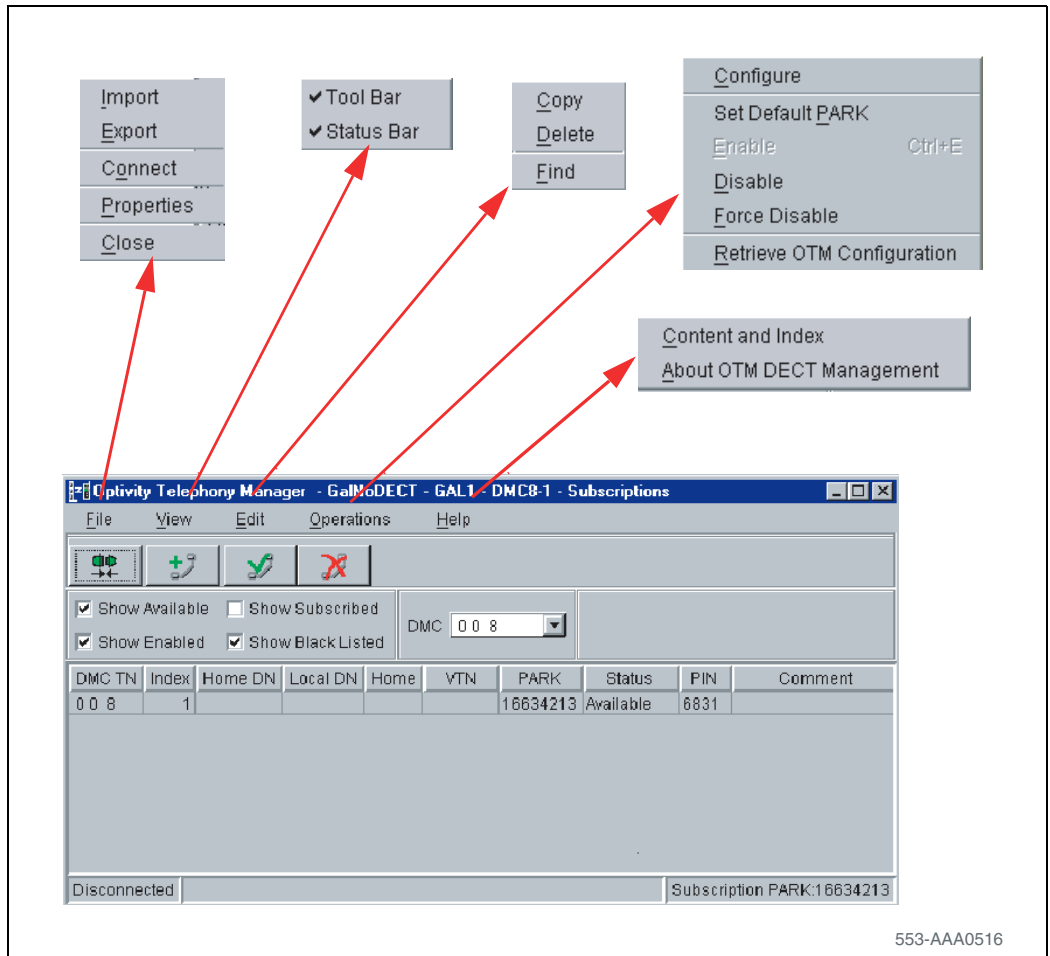 Import
Export
Connect
Properties
Close
✔ Tool Bar
✔ Status Bar
Copy
Delete
Find
Configure
Set Default PARK
Enable Ctrl+E
Disable
Force Disable
Retrieve OTM Configuration
Content and Index
About OTM DECT Management
Optivity Telephony Manager - GalNoDECT - GAL1 - DMC8-1 - Subscriptions
File View Edit Operations Help
Show Available Show Subscribed
Show Enabled Show Black Listed
DMC 0 0 8
DMC TN Index Home DN Local DN Home VTN PARK Status PIN Comment
0 0 8 1 16634213 Available 6831
Disconnected Subscription PARK:16634213
553-AAA0516